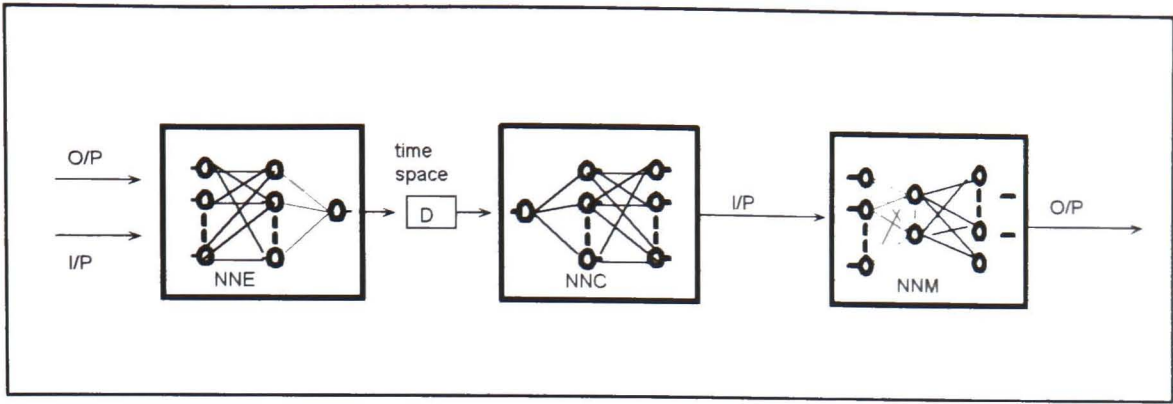 O/P
I/P
NNE
time
space
D
NNC
I/P
NNM
O/P